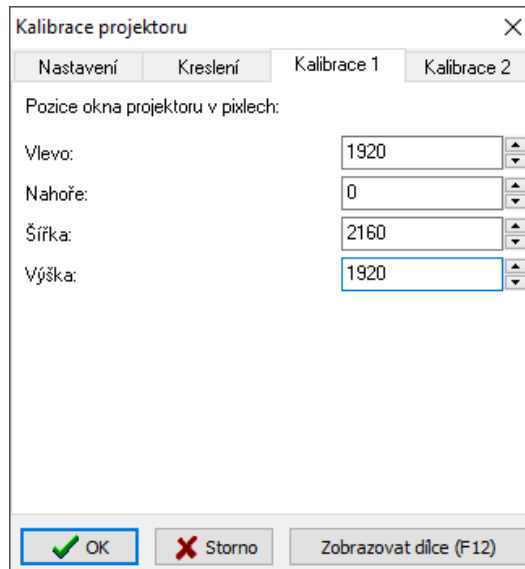 Kalibrace projektoru
Nastavení Kreslení Kalibrace 1 Kalibrace 2
Pozice okna projektoru v pixlech:
Vlevo: 1920
Nahoře: 0
Šířka: 2160
Výška: 1920
OK Storno Zobrazovat dílce (F12)